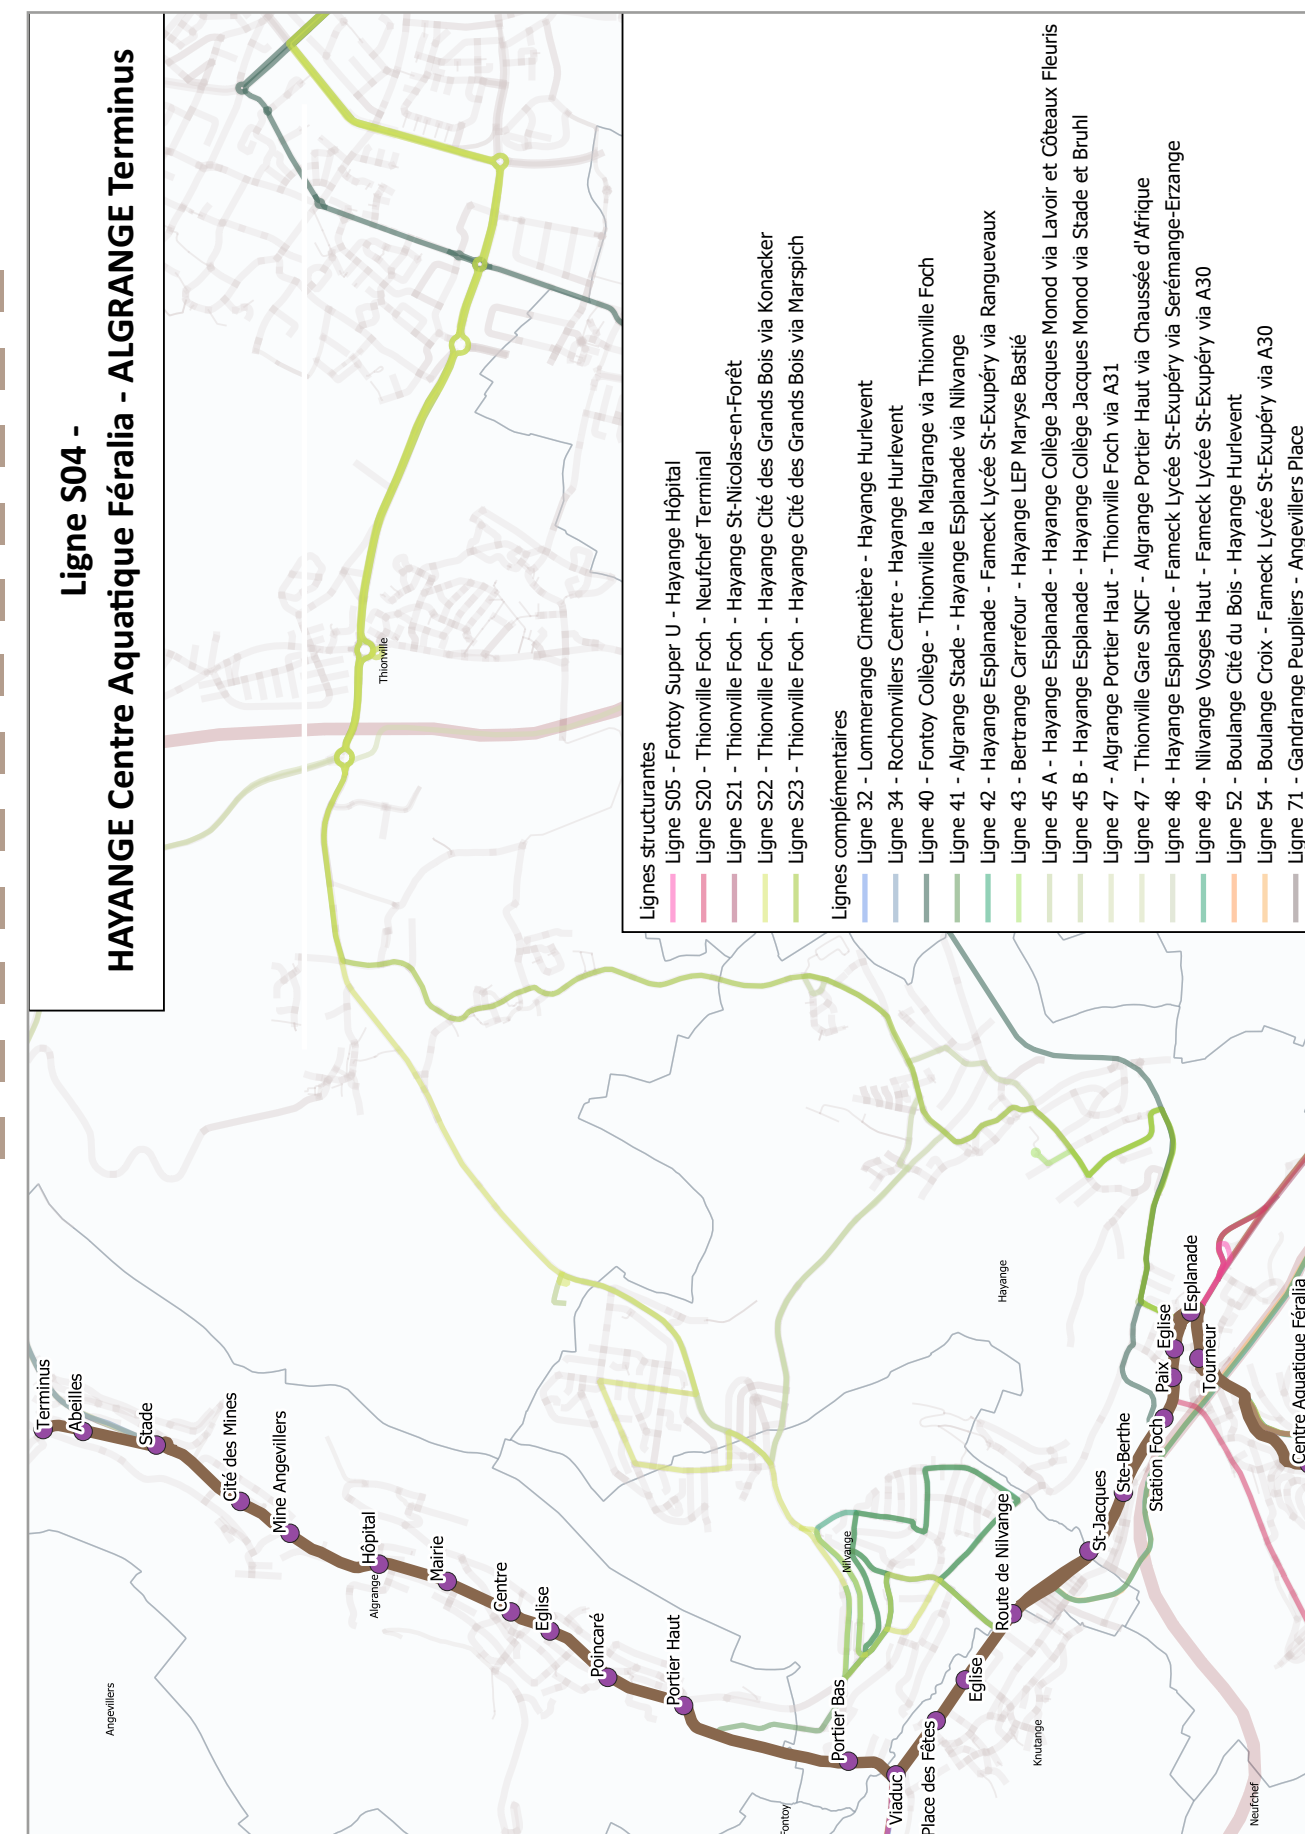 Ligne S04 -
HAYANGE Centre Aquatique Féralia - ALGRANGE Terminus
Lignes structurantes
Ligne S05 - Fontoy Super U - Hayange Hôpital
Ligne S20 - Thionville Foch - Neufchef Terminal
Ligne S21 - Thionville Foch - Hayange St-Nicolas-en-Forêt
Ligne S22 - Thionville Foch - Hayange Cité des Grands Bois via Konacker
Ligne S23 - Thionville Foch - Hayange Cité des Grands Bois via Marspich
Lignes complémentaires
Ligne 32 - Lommerange Cimetière - Hayange Hurlevent
Ligne 34 - Rochonvillers Centre - Hayange Hurlevent
Ligne 40 - Fontoy Collège - Thionville la Malgrange via Thionville Foch
Ligne 41 - Algrange Stade - Hayange Esplanade via Nilvange
Ligne 42 - Hayange Esplanade - Fameck Lycée St-Exupéry via Ranguevaux
Ligne 43 - Bertrange Carrefour - Hayange LEP Maryse Bastié
Ligne 45 A - Hayange Esplanade - Hayange Collège Jacques Monod via Lavoir et Côteaux Fleuris
Ligne 45 B - Hayange Esplanade - Hayange Collège Jacques Monod via Stade et Bruhl
Ligne 47 - Algrange Portier Haut - Thionville Foch via A31
Ligne 47 - Thionville Gare SNCF - Algrange Portier Haut via Chaussée d'Afrique
Ligne 48 - Hayange Esplanade - Fameck Lycée St-Exupéry via Serémange-Erzange
Ligne 49 - Nilvange Vosges Haut - Fameck Lycée St-Exupéry via A30
Ligne 52 - Boulange Cité du Bois - Hayange Hurlevent
Ligne 54 - Boulange Croix - Fameck Lycée St-Exupéry via A30
Ligne 71 - Gandrange Peupliers - Angevillers Place
Thionville
Terminus
Abeilles
Stade
Cité des Mines
Mine Angevillers
Hôpital
Algrange
Mairie
Centre
Eglise
Poincaré
Portier Haut
Portier Bas
Viaduc
Place des Fêtes
Eglise
Route de Nilvange
St-Jacques
Ste-Berthe
Station Foch
Paix
Eglise
Esplanade
Tourneur
Centre Aquatique Féralia
Angevillers
Nilvange
Hayange
Knutange
Neufchef
Fontoy